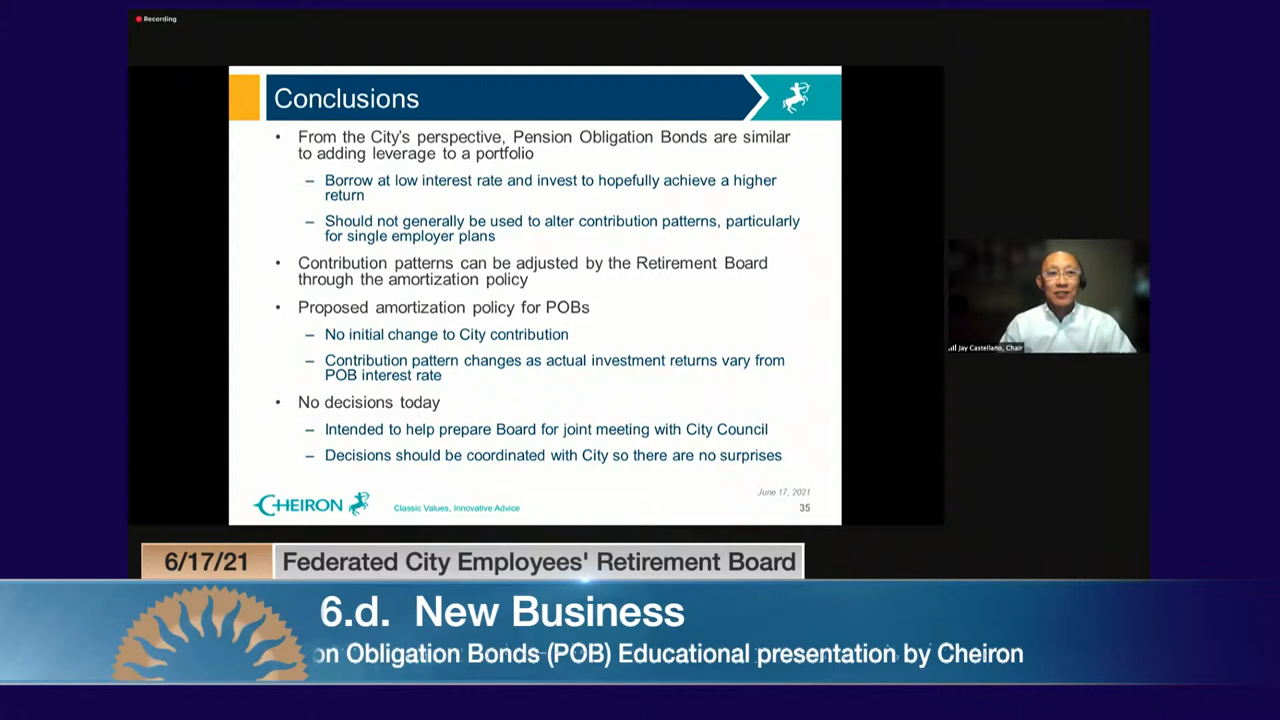 Recording
Conclusions
• From the City's perspective, Pension Obligation Bonds are similar
to adding leverage to a portfolio
– Borrow at low interest rate and invest to hopefully achieve a higher
return
– Should not generally be used to alter contribution patterns, particularly
for single employer plans
• Contribution patterns can be adjusted by the Retirement Board
through the amortization policy
• Proposed amortization policy for POBs
– No initial change to City contribution
– Contribution pattern changes as actual investment returns vary from
POB interest rate
• No decisions today
– Intended to help prepare Board for joint meeting with City Council
– Decisions should be coordinated with City so there are no surprises
June 17, 2021
CHEIRON
Classic Values, Innovative Advice
35
Jay Castellano, Chair
6/17/21
Federated City Employees' Retirement Board
6.d. New Business
on Obligation Bonds (POB) Educational presentation by Cheiron